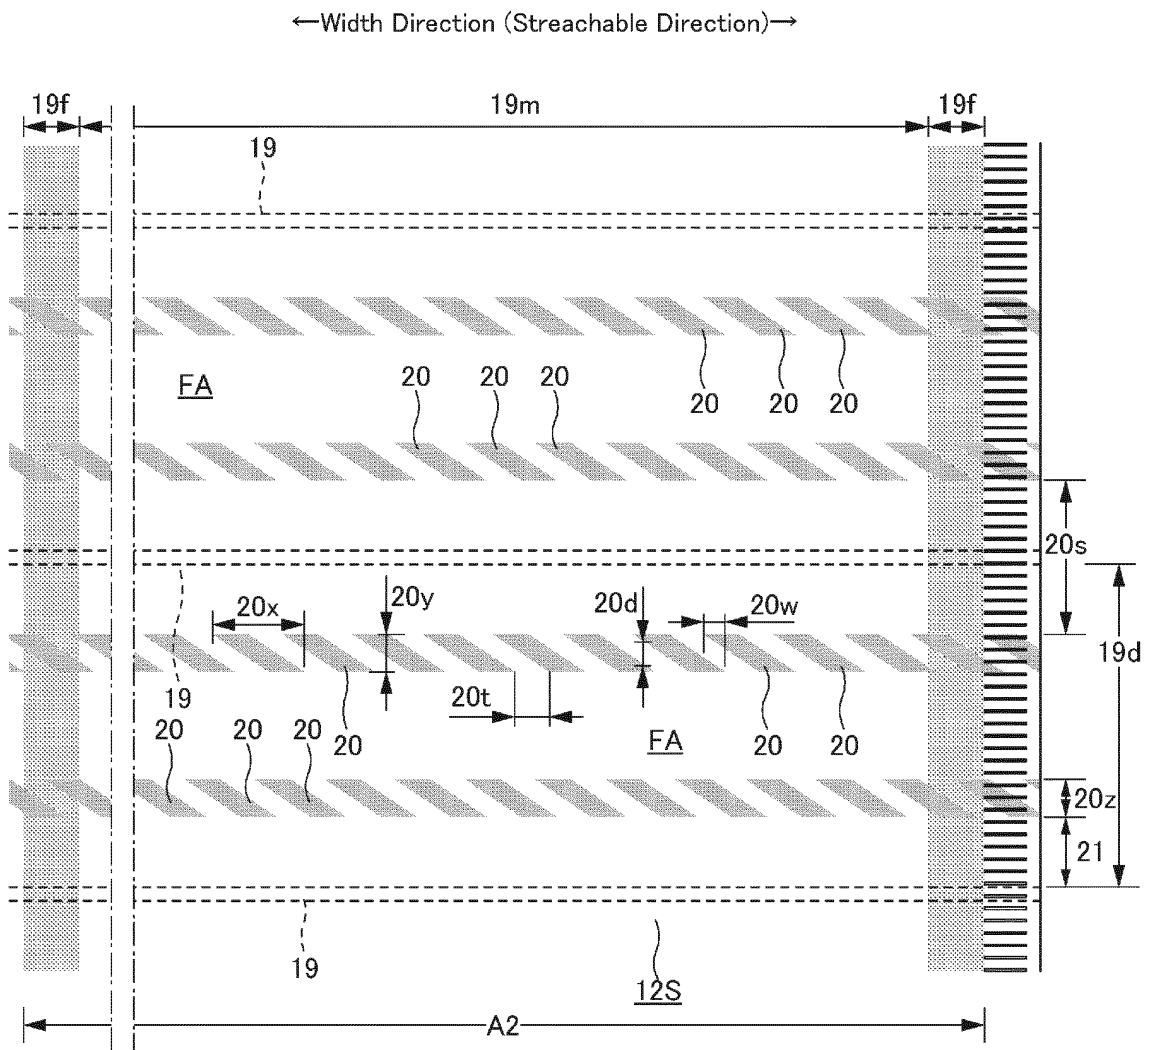 ←Width Direction (Streachable Direction)→
19f 19m 19f
19
FA 20 20 20 20 20 20
20s
20x 20y 20d 20w
19d
19 20t
20 20 20 20 FA 20 20
20z
21
19
12S
A2